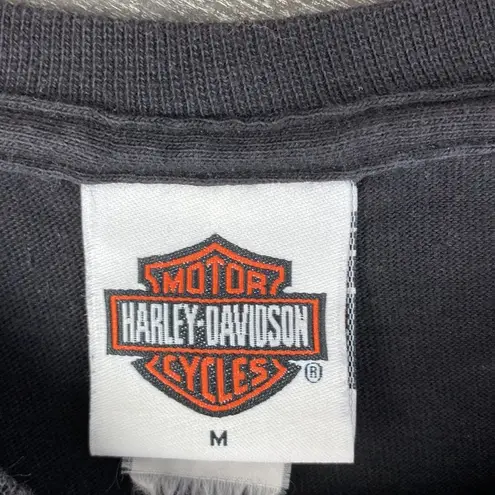 MOTOR
HARLEY-DAVIDSON
CYCLES
®
M